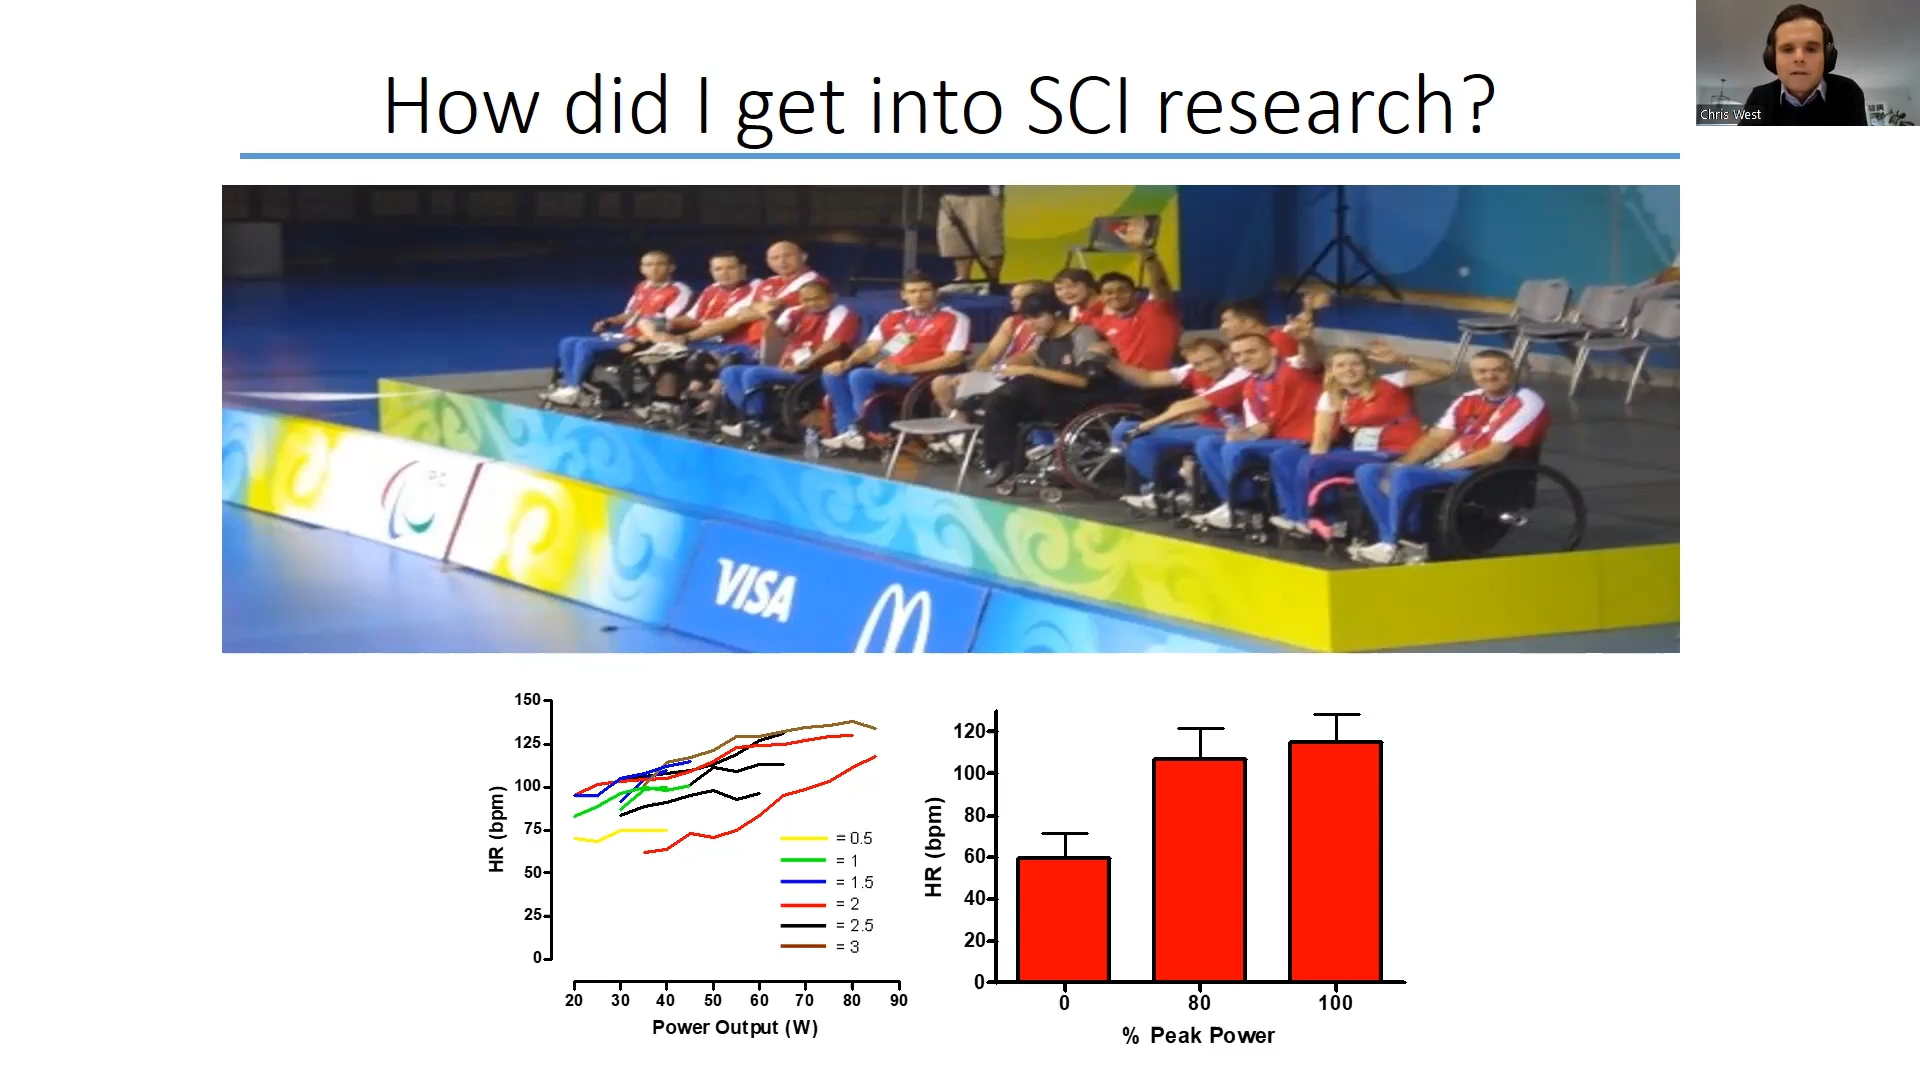 How did I get into SCI research?
Chris West
VISA
150
125
100
75
50
25
0
HR (bpm)
= 0.5
= 1
= 1.5
= 2
= 2.5
= 3
20 30 40 50 60 70 80 90
Power Output (W)
120
100
80
60
40
20
0
HR (bpm)
0 80 100
% Peak Power